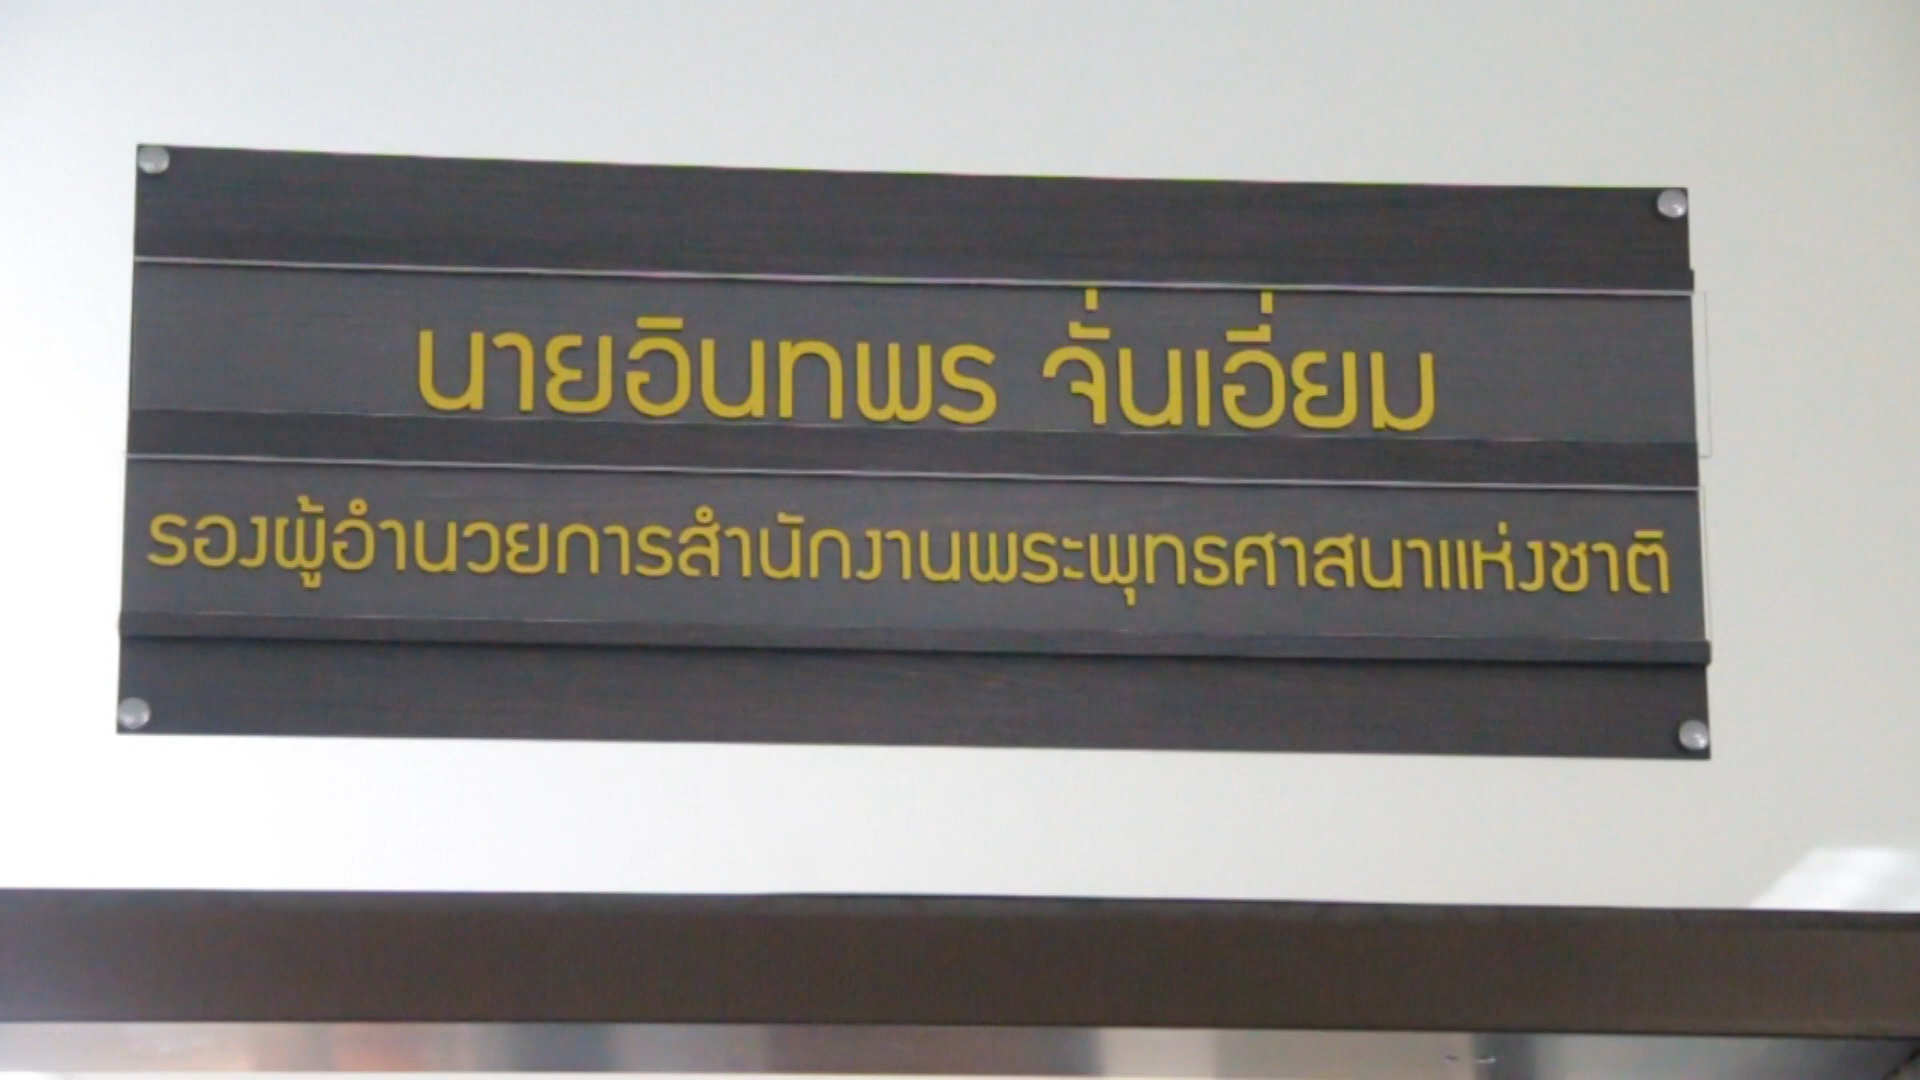 นายอินทพร จั่นเอี่ยม
รองผู้อำนวยการสำนักงานพระพุทธศาสนาแห่งชาติ